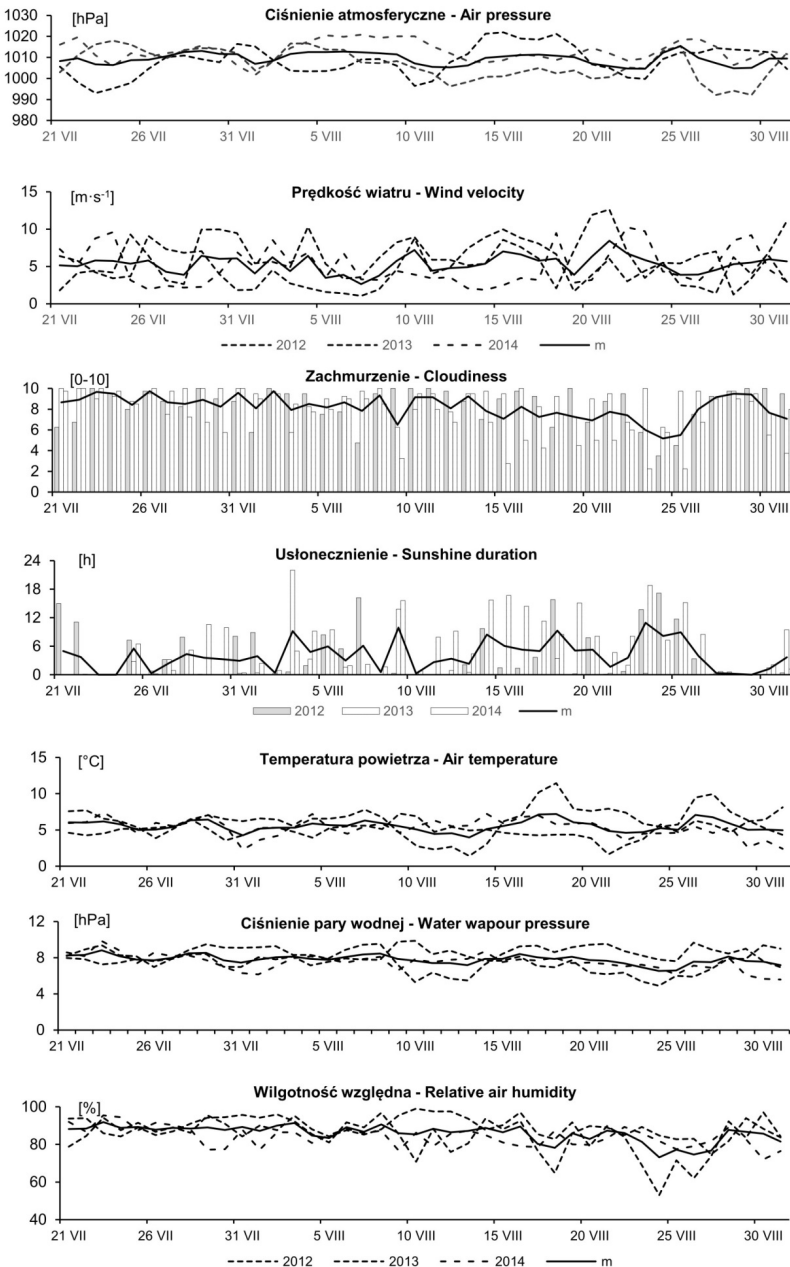 [hPa] Ciśnienie atmosferyczne - Air pressure
1030
1020
1010
1000
990
980
21 VII 26 VII 31 VII 5 VIII 10 VIII 15 VIII 20 VIII 25 VIII 30 VIII
[m·s⁻¹] Prędkość wiatru - Wind velocity
15
10
5
0
21 VII 26 VII 31 VII 5 VIII 10 VIII 15 VIII 20 VIII 25 VIII 30 VIII
2012 2013 2014 m
[0-10] Zachmurzenie - Cloudiness
10
8
6
4
2
0
21 VII 26 VII 31 VII 5 VIII 10 VIII 15 VIII 20 VIII 25 VIII 30 VIII
[h] Usłonecznienie - Sunshine duration
24
18
12
6
0
21 VII 26 VII 31 VII 5 VIII 10 VIII 15 VIII 20 VIII 25 VIII 30 VIII
2012 2013 2014 m
[°C] Temperatura powietrza - Air temperature
15
10
5
0
21 VII 26 VII 31 VII 5 VIII 10 VIII 15 VIII 20 VIII 25 VIII 30 VIII
[hPa] Ciśnienie pary wodnej - Water wapour pressure
12
8
4
0
21 VII 26 VII 31 VII 5 VIII 10 VIII 15 VIII 20 VIII 25 VIII 30 VIII
[%] Wilgotność względna - Relative air humidity
100
80
60
40
21 VII 26 VII 31 VII 5 VIII 10 VIII 15 VIII 20 VIII 25 VIII 30 VIII
2012 2013 2014 m